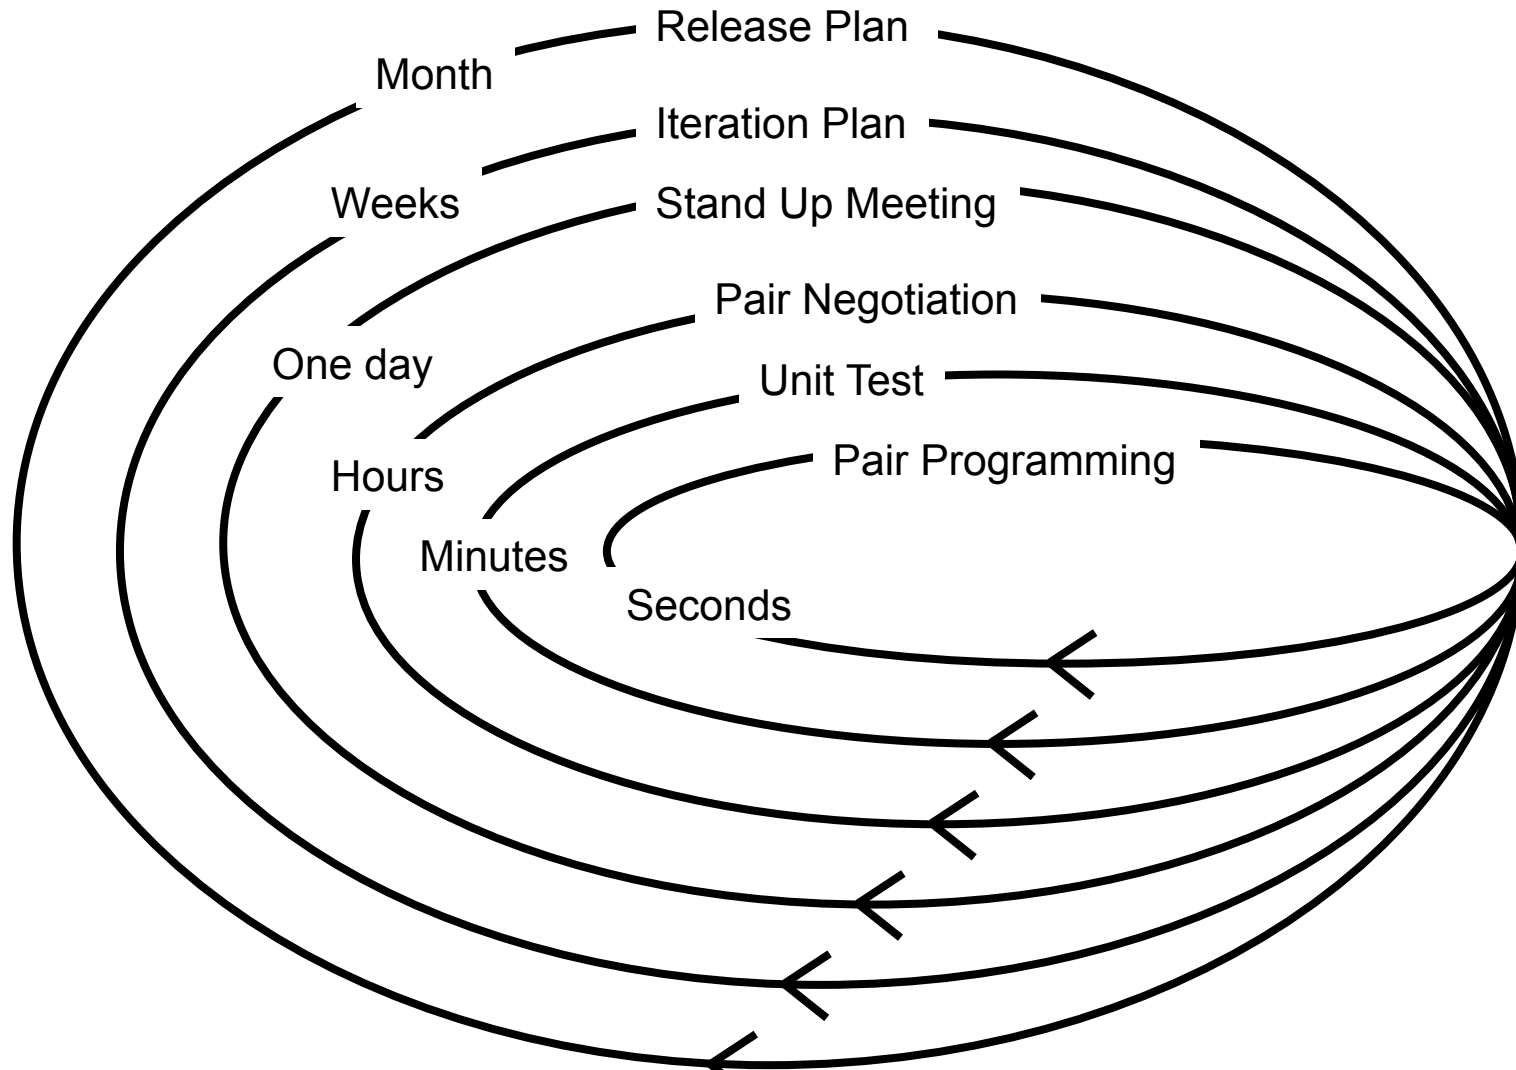 Release Plan
Month
Iteration Plan
Weeks
Stand Up Meeting
Pair Negotiation
One day
Unit Test
Pair Programming
Hours
Minutes
Seconds